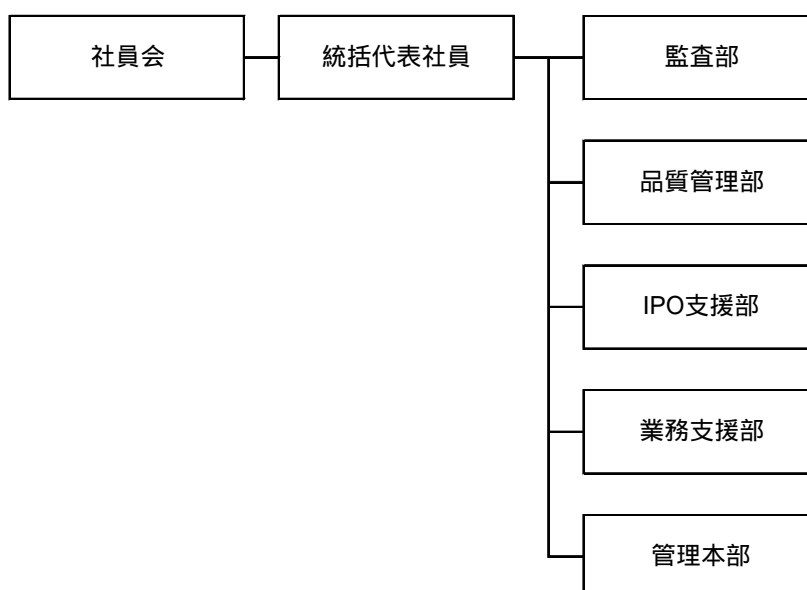 社員会
統括代表社員
監査部
品質管理部
IPO支援部
業務支援部
管理本部